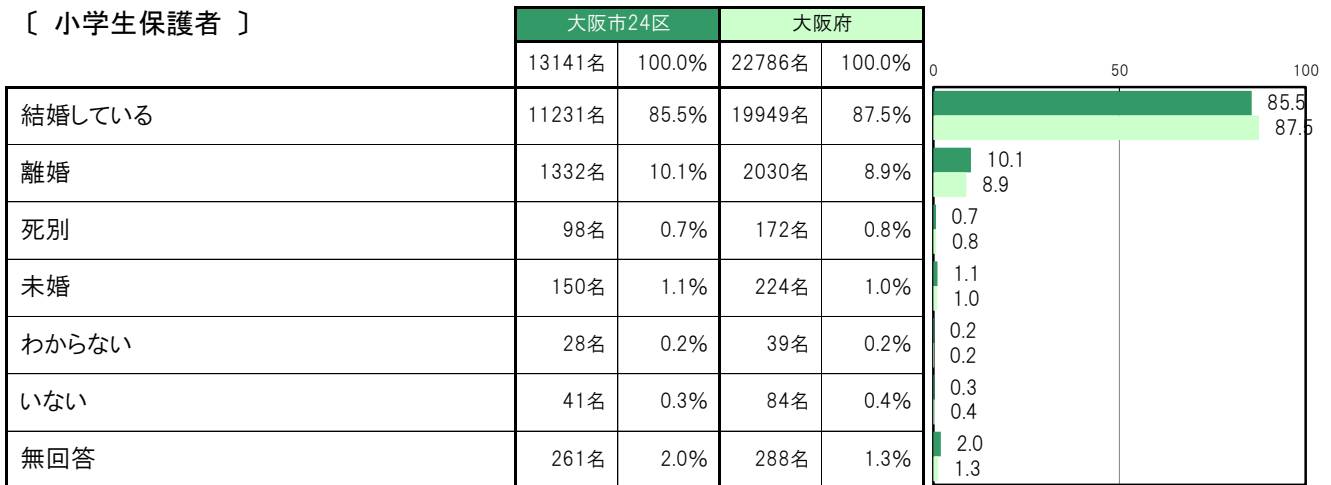 〔 小学生保護者 〕
大阪市24区 大阪府
13141名 100.0% 22786名 100.0%
0 50 100
結婚している 11231名 85.5% 19949名 87.5%
85.5
87.5
離婚 1332名 10.1% 2030名 8.9%
10.1
8.9
死別 98名 0.7% 172名 0.8%
0.7
0.8
未婚 150名 1.1% 224名 1.0%
1.1
1.0
わからない 28名 0.2% 39名 0.2%
0.2
0.2
いない 41名 0.3% 84名 0.4%
0.3
0.4
無回答 261名 2.0% 288名 1.3%
2.0
1.3